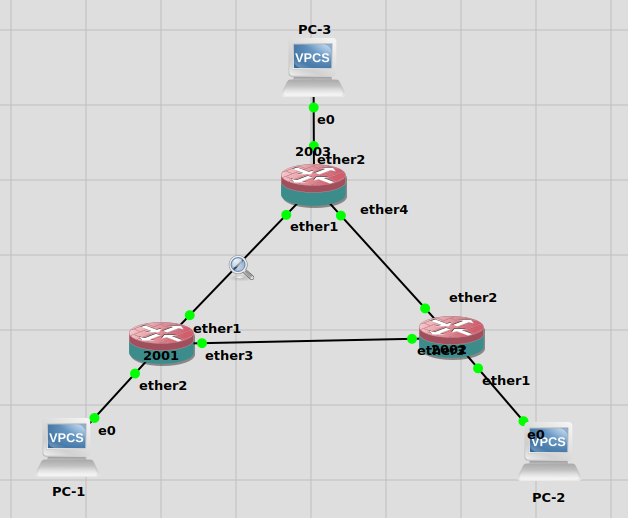 PC-3
VPCS
e0
2003
ether2
ether4
ether1
ether2
ether1
2001
ether3
2002
ether2
ether1
e0
VPCS
e0
VPCS
PC-1
PC-2